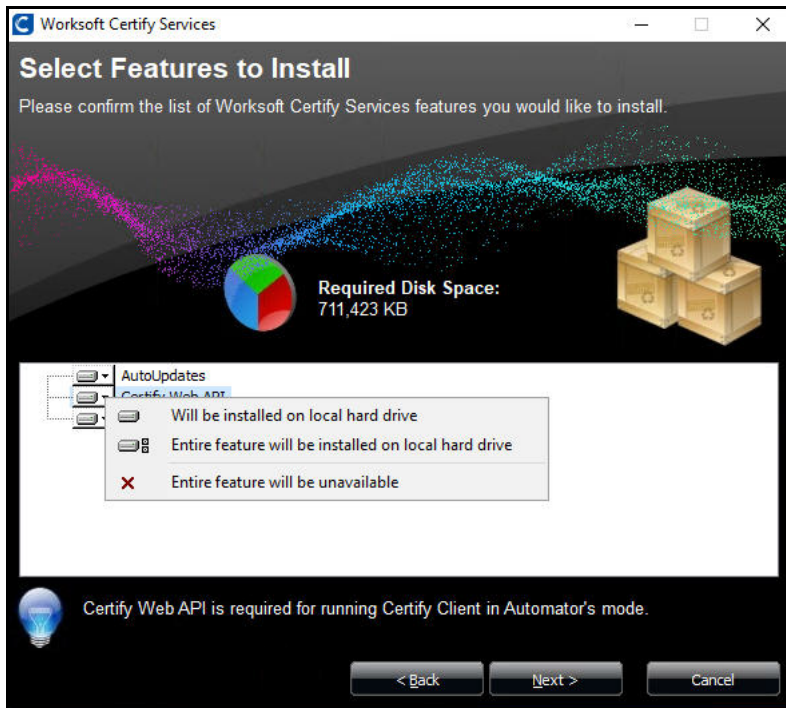 Worksoft Certify Services
Select Features to Install
Please confirm the list of Worksoft Certify Services features you would like to install.
Required Disk Space:
711,423 KB
AutoUpdates
Certify Web API
Will be installed on local hard drive
Entire feature will be installed on local hard drive
Entire feature will be unavailable
Certify Web API is required for running Certify Client in Automator's mode.
< Back
Next >
Cancel